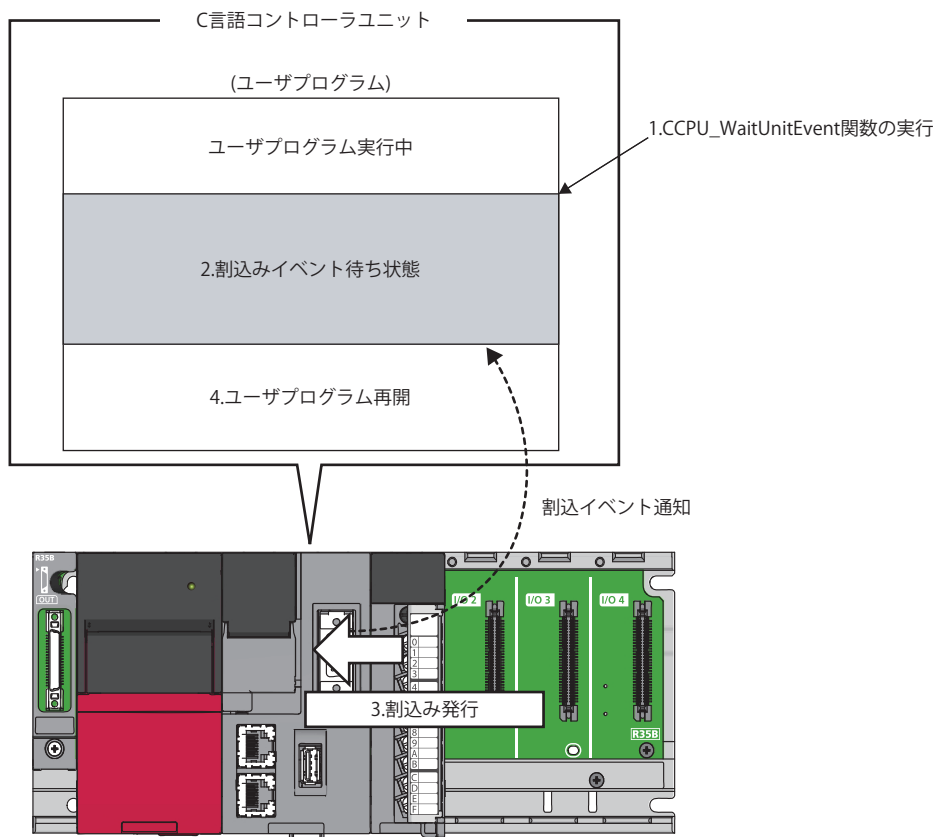 C言語コントローラユニット
(ユーザプログラム)
ユーザプログラム実行中
1.CCPU_WaitUnitEvent関数の実行
2.割込みイベント待ち状態
4.ユーザプログラム再開
割込イベント通知
R35B
OUT
I/O 2
I/O 3
I/O 4
0
1
2
3
4
3.割込み発行
8
9
A
B
C
D
E
F
R35B